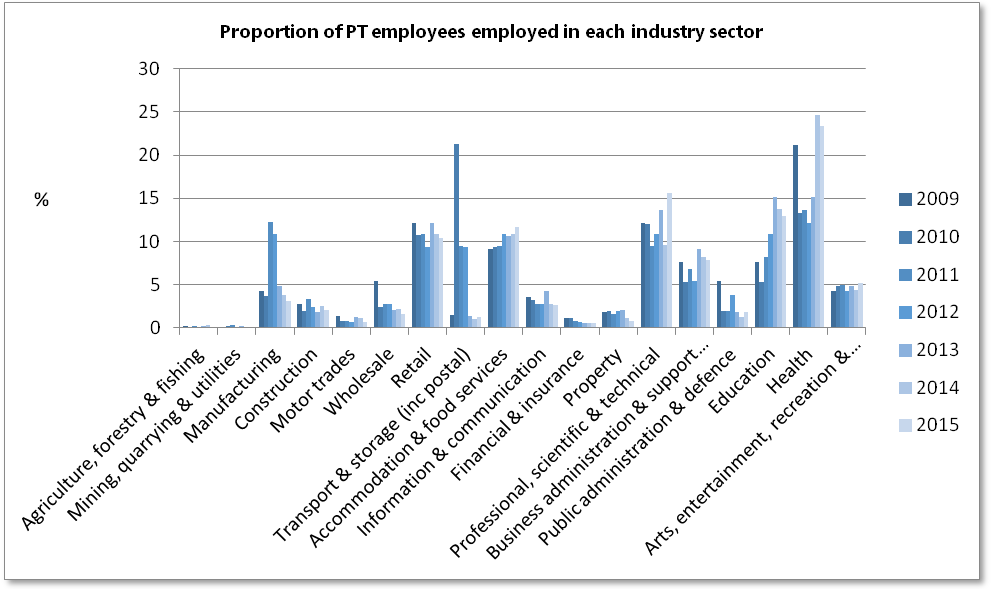 Proportion of PT employees employed in each industry sector
30
25
20
15
10
5
0
%
2009
2010
2011
2012
2013
2014
2015
Agriculture, forestry & fishing
Mining, quarrying & utilities
Manufacturing
Construction
Motor trades
Wholesale
Retail
Transport & storage (inc postal)
Accommodation & food services
Information & communication
Financial & insurance
Property
Professional, scientific & technical
Business administration & support...
Public administration & defence
Education
Health
Arts, entertainment, recreation &...